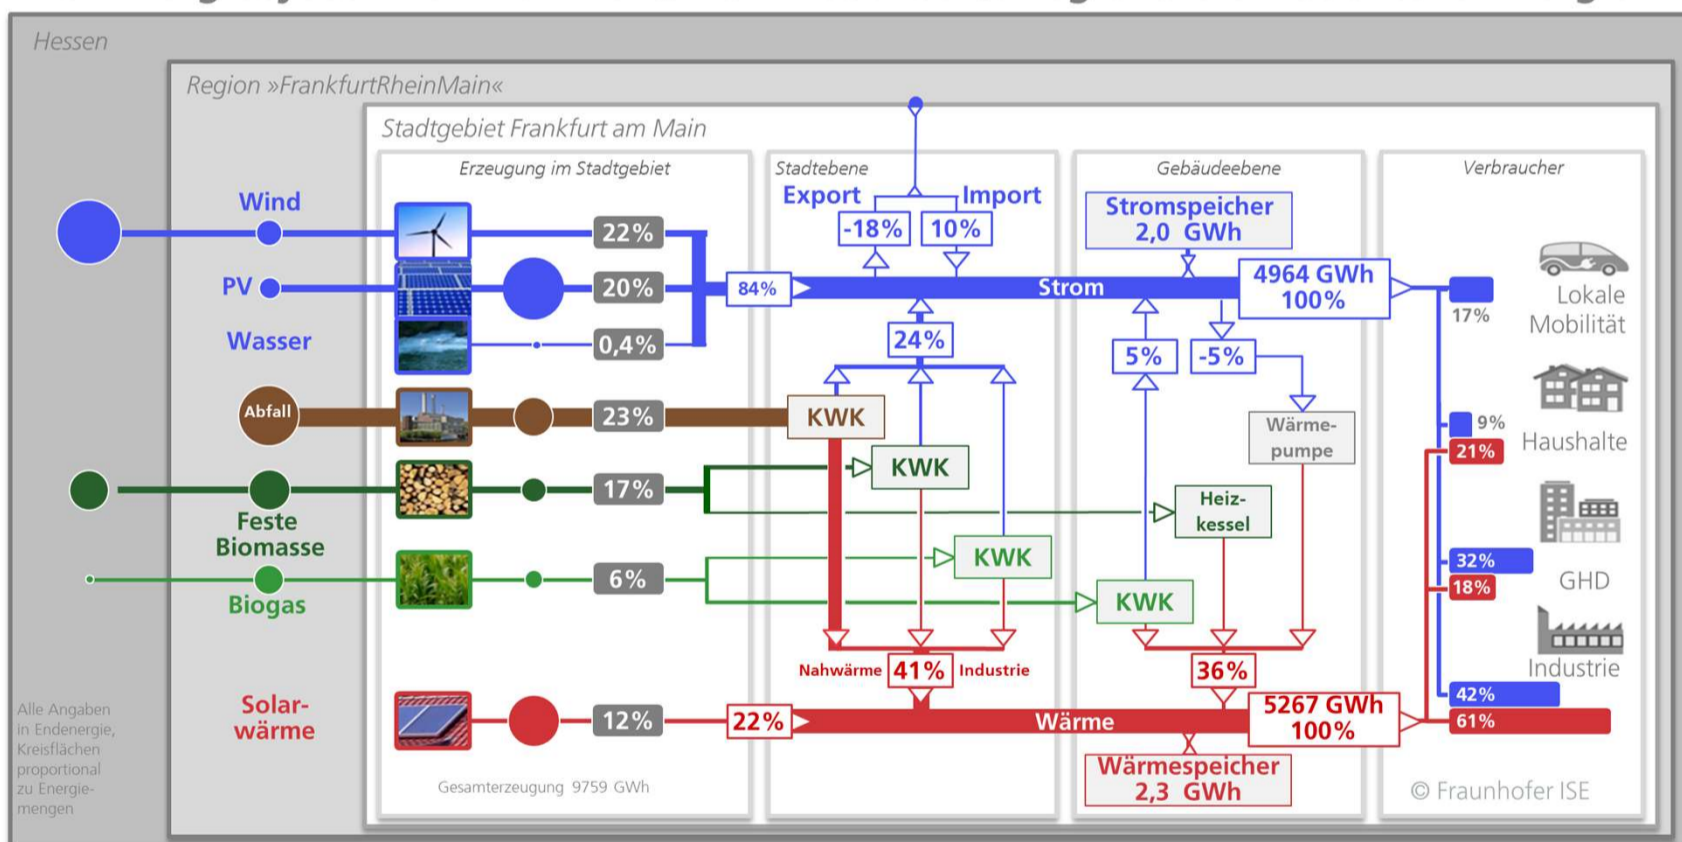 Hessen
Region »FrankfurtRheinMain«
Stadtgebiet Frankfurt am Main
Erzeugung im Stadtgebiet
Stadtebene
Gebäudeebene
Verbraucher
Export
Import
-18%
10%
Stromspeicher
2,0 GWh
Wind
22%
PV
20%
84%
Strom
4964 GWh
100%
17%
Lokale
Mobilität
Wasser
0,4%
24%
5%
-5%
Abfall
23%
KWK
Wärme-
pumpe
9%
21%
Haushalte
KWK
17%
Feste
Biomasse
Heiz-
kessel
KWK
32%
18%
GHD
6%
Biogas
KWK
Nahwärme
41%
Industrie
36%
Industrie
42%
61%
Solar-
wärme
12%
22%
Wärme
5267 GWh
100%
Wärmespeicher
2,3 GWh
Alle Angaben
in Endenergie,
Kreisflächen
proportional
zu Energie-
mengen
Gesamterzeugung 9759 GWh
© Fraunhofer ISE